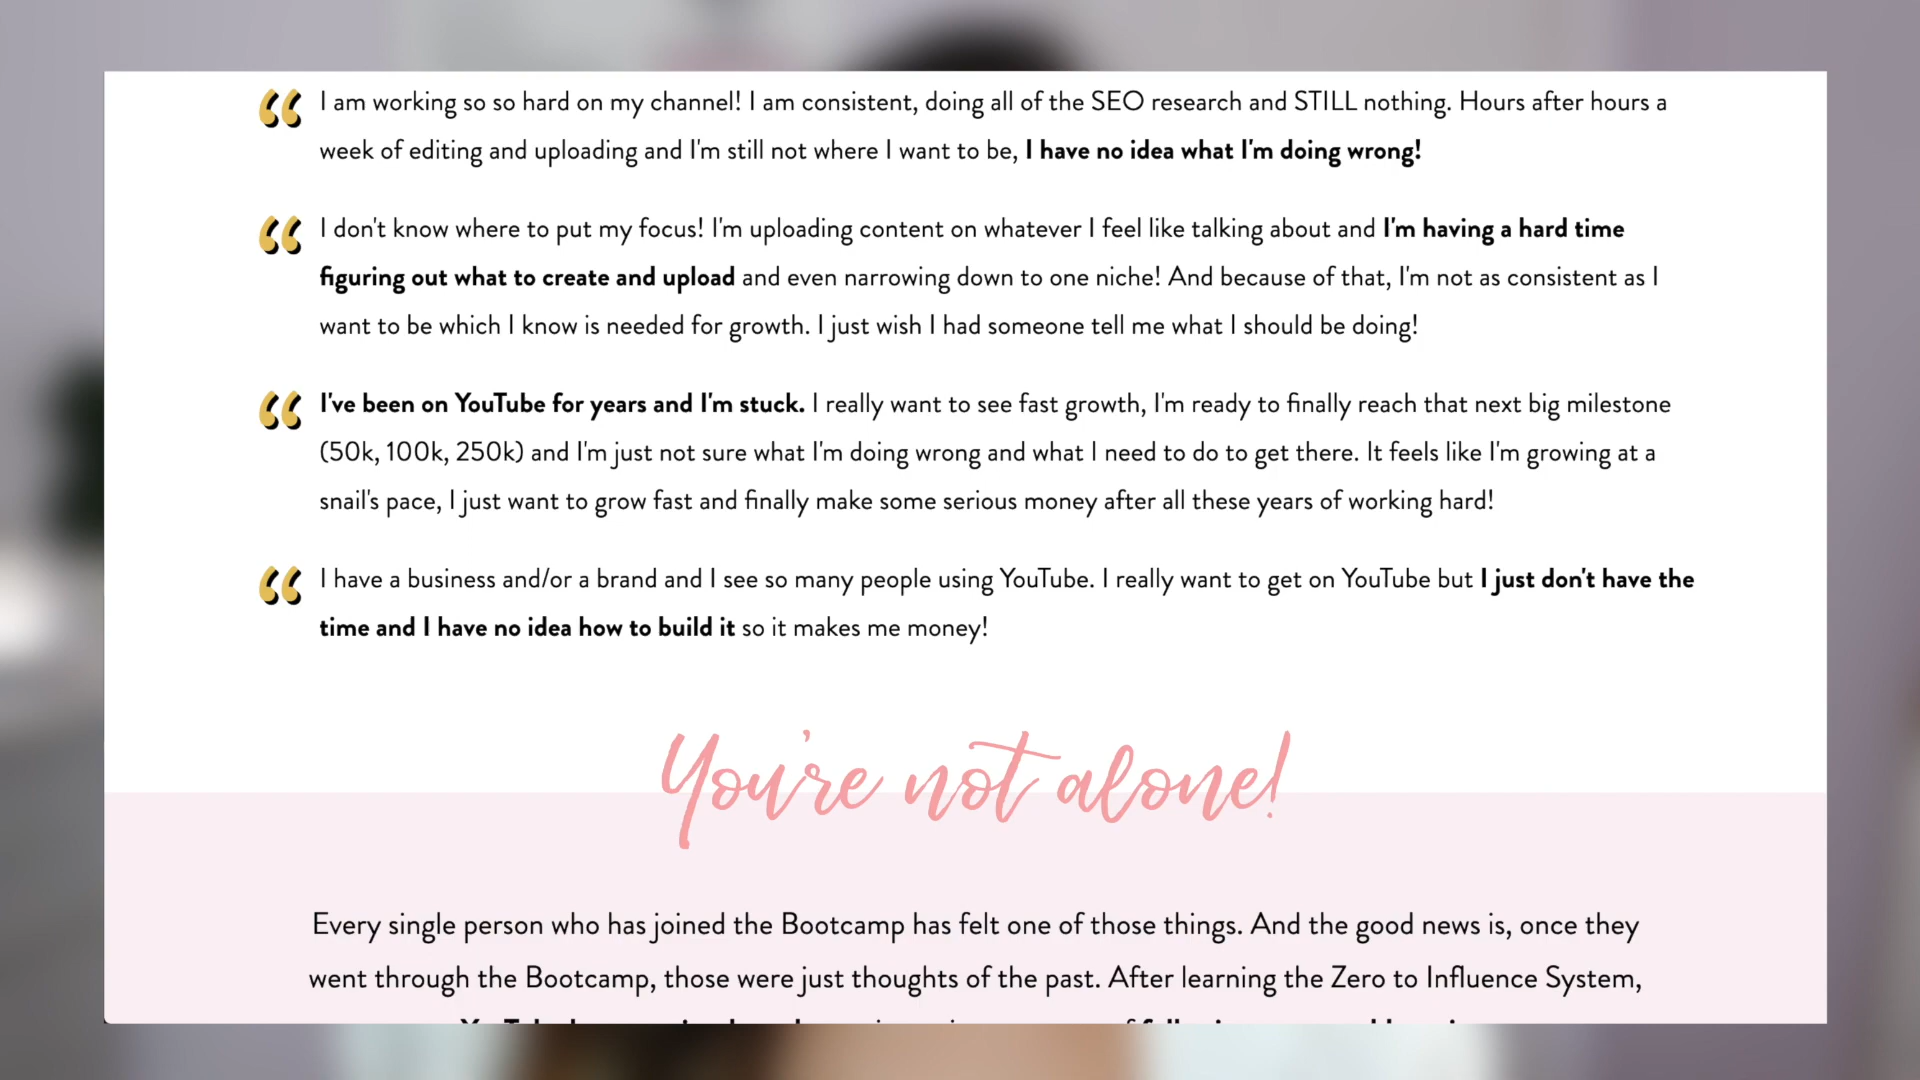 I am working so so hard on my channel! I am consistent, doing all of the SEO research and STILL nothing. Hours after hours a
week of editing and uploading and I'm still not where I want to be, I have no idea what I'm doing wrong!
I don't know where to put my focus! I'm uploading content on whatever I feel like talking about and I'm having a hard time
figuring out what to create and upload and even narrowing down to one niche! And because of that, I'm not as consistent as I
want to be which I know is needed for growth. I just wish I had someone tell me what I should be doing!
I've been on YouTube for years and I'm stuck. I really want to see fast growth, I'm ready to finally reach that next big milestone
(50k, 100k, 250k) and I'm just not sure what I'm doing wrong and what I need to do to get there. It feels like I'm growing at a
snail's pace, I just want to grow fast and finally make some serious money after all these years of working hard!
I have a business and/or a brand and I see so many people using YouTube. I really want to get on YouTube but I just don't have the
time and I have no idea how to build it so it makes me money!
You're not alone!
Every single person who has joined the Bootcamp has felt one of those things. And the good news is, once they
went through the Bootcamp, those were just thoughts of the past. After learning the Zero to Influence System,